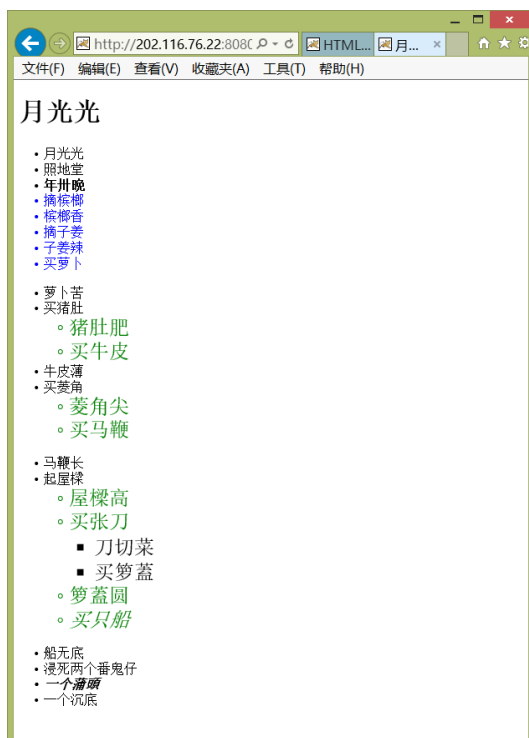 http://202.116.76.22:8080
HTML...
月...
文件(F) 编辑(E) 查看(V) 收藏夹(A) 工具(T) 帮助(H)
月光光
• 月光光
• 照地堂
• 年卅晚
• 摘槟榔
• 槟榔香
• 摘子姜
• 子姜辣
• 买萝卜
• 萝卜苦
• 买猪肚
◦ 猪肚肥
◦ 买牛皮
• 牛皮薄
• 买菱角
◦ 菱角尖
◦ 买马鞭
• 马鞭长
• 起屋樑
◦ 屋樑高
◦ 买张刀
▪ 刀切菜
▪ 买箩蓋
◦ 箩蓋圆
◦ 买只船
• 船无底
• 浸死两个番鬼仔
• 一个蒲頭
• 一个沉底